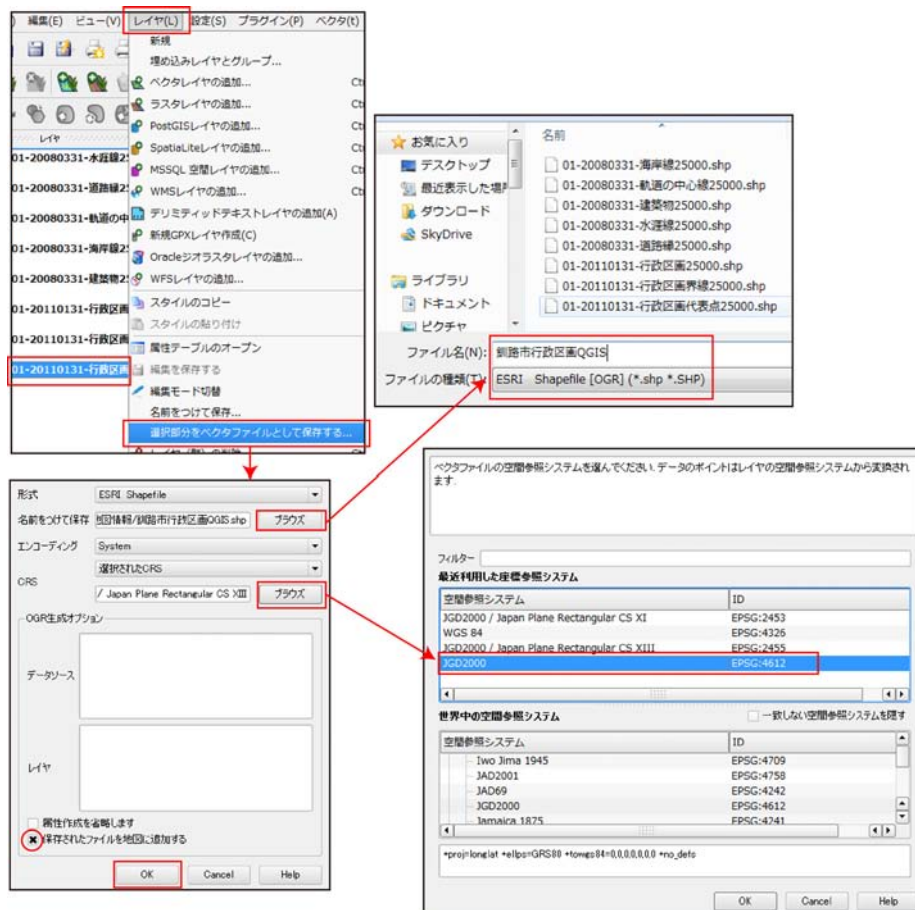 編集(E) ビュー(V) レイヤ(L) 設定(S) プラグイン(P) ベクタ(
新規
埋め込みレイヤとグループ...
ベクタレイヤの追加...
ラスタレイヤの追加...
PostGISレイヤの追加...
SpatiaLiteレイヤの追加...
MSSQL 空間レイヤの追加...
WMSレイヤの追加...
デリミティッドテキストレイヤの追加(A)
新規GPXレイヤ作成(C)
Oracleジオラスタレイヤの追加...
WFSレイヤの追加...
スタイルのコピー
スタイルの貼り付け
属性テーブルのオープン
編集を保存する
編集モード切替
名前をつけて保存...
選択部分をベクタファイルとして保存する...
レイヤ
01-20080331-水涯線2
01-20080331-道路縁2
01-20080331-軌道の中
01-20080331-海岸線2
01-20080331-建築物2
01-20110131-行政区画
01-20110131-行政区画
01-20110131-行政区画
お気に入り
デスクトップ
最近表示した場所
ダウンロード
SkyDrive
ライブラリ
ドキュメント
ピクチャ
名前
01-20080331-海岸線25000.shp
01-20080331-軌道の中心線25000.shp
01-20080331-建築物25000.shp
01-20080331-水涯線25000.shp
01-20080331-道路縁25000.shp
01-20110131-行政区画25000.shp
01-20110131-行政区画界線25000.shp
01-20110131-行政区画代表点25000.shp
ファイル名(N): 釧路市行政区画QGIS
ファイルの種類(T): ESRI Shapefile [OGR] (*.shp *.SHP)
形式 ESRI Shapefile
名前をつけて保存 地図情報/釧路市行政区画QGIS.shp ブラウズ
エンコーディング System
選択されたCRS
CRS
/ Japan Plane Rectangular CS XIII ブラウズ
OGR生成オプション
データソース
レイヤ
属性作成を省略します
保存されたファイルを地図に追加する
OK Cancel Help
ベクタファイルの空間参照システムを選んでください. データのポイントはレイヤの空間参照システムから変換され
ます.
フィルター
最近利用した座標参照システム
空間参照システム ID
JGD2000 / Japan Plane Rectangular CS XI EPSG:2453
WGS 84 EPSG:4326
JGD2000 / Japan Plane Rectangular CS XIII EPSG:2455
JGD2000 EPSG:4612
世界中の空間参照システム 一致しない空間参照システムを隠す
空間参照システム ID
Iwo Jima 1945 EPSG:4709
JAD2001 EPSG:4758
JAD69 EPSG:4242
JGD2000 EPSG:4612
Jamaica 1875 EPSG:4241
+proj=longlat +ellps=GRS80 +towgs84=0,0,0,0,0,0,0 +no_defs
OK Cancel Help